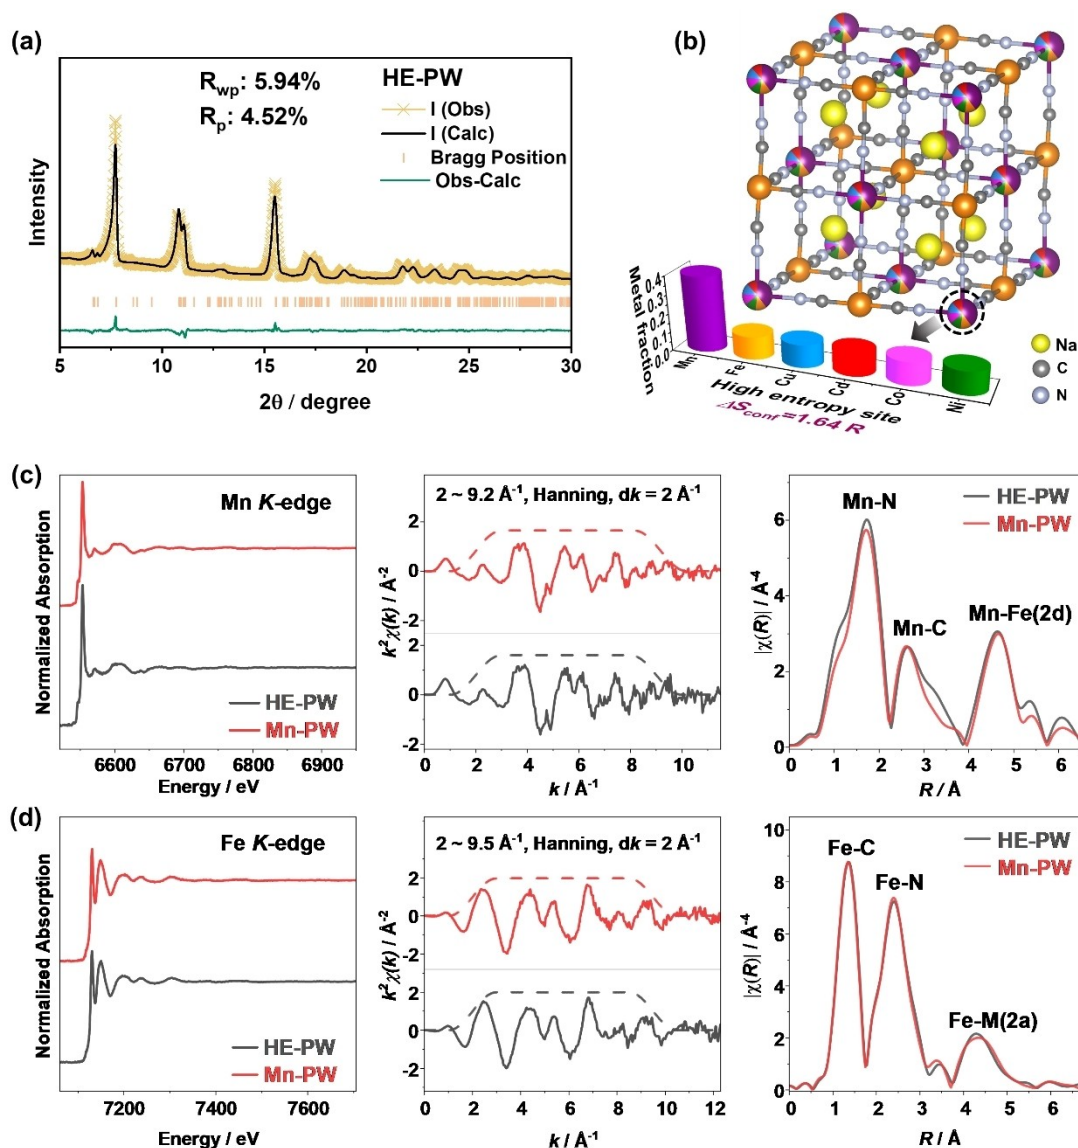 (a)
R_wp: 5.94%
R_p: 4.52%
HE-PW
I (Obs)
I (Calc)
Bragg Position
Obs-Calc
Intensity
5 10 15 20 25 30
2θ / degree
(b)
Metal fraction
0.4
0.3
0.2
0.1
0.0
Mn Fe Cu Cd Co Ni
High entropy site
ΔS_conf=1.64 R
Na
C
N
(c)
Mn K-edge
Normalized Absorption
HE-PW
Mn-PW
6600 6700 6800 6900
Energy / eV
2 ~ 9.2 Å⁻¹, Hanning, dk = 2 Å⁻¹
k²χ(k) / Å⁻²
2
0
-2
2
0
-2
0 2 4 6 8 10
k / Å⁻¹
Mn-N
HE-PW
Mn-PW
Mn-C
Mn-Fe(2d)
|χ(R)| / Å⁻⁴
6
4
2
0
0 1 2 3 4 5 6
R / Å
(d)
Fe K-edge
Normalized Absorption
HE-PW
Mn-PW
7200 7400 7600
Energy / eV
2 ~ 9.5 Å⁻¹, Hanning, dk = 2 Å⁻¹
k²χ(k) / Å⁻²
2
0
-2
2
0
-2
0 2 4 6 8 10 12
k / Å⁻¹
HE-PW
Mn-PW
Fe-C
Fe-N
Fe-M(2a)
|χ(R)| / Å⁻⁴
10
8
6
4
2
0
0 1 2 3 4 5 6
R / Å